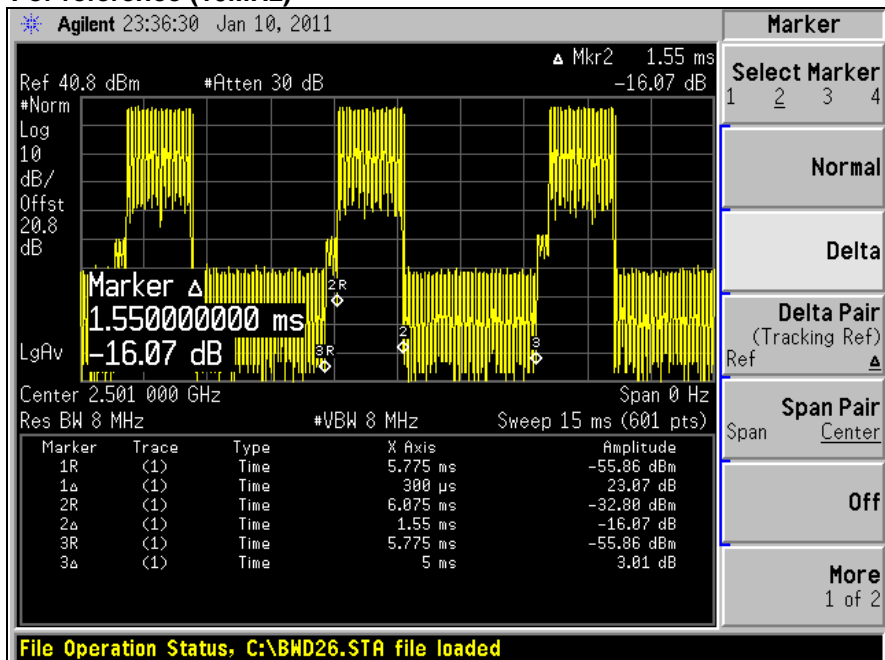 Agilent 23:36:30 Jan 10, 2011
Marker
Δ Mkr2 1.55 ms
Ref 40.8 dBm #Atten 30 dB -16.07 dB
#Norm
Log
10
dB/
Offst
20.8
dB
LgAv
2R
Marker Δ
1.550000000 ms
-16.07 dB
3R
2
3
Center 2.501 000 GHz Span 0 Hz
Res BW 8 MHz #VBW 8 MHz Sweep 15 ms (601 pts)
Marker Trace Type X Axis Amplitude
1R (1) Time 5.775 ms -55.86 dBm
1Δ (1) Time 300 µs 23.07 dB
2R (1) Time 6.075 ms -32.80 dBm
2Δ (1) Time 1.55 ms -16.07 dB
3R (1) Time 5.775 ms -55.86 dBm
3Δ (1) Time 5 ms 3.01 dB
Select Marker
1 2 3 4
Normal
Delta
Delta Pair
(Tracking Ref)
Ref Δ
Span Pair
Span Center
Off
More
1 of 2
File Operation Status, C:\BWD26.STA file loaded